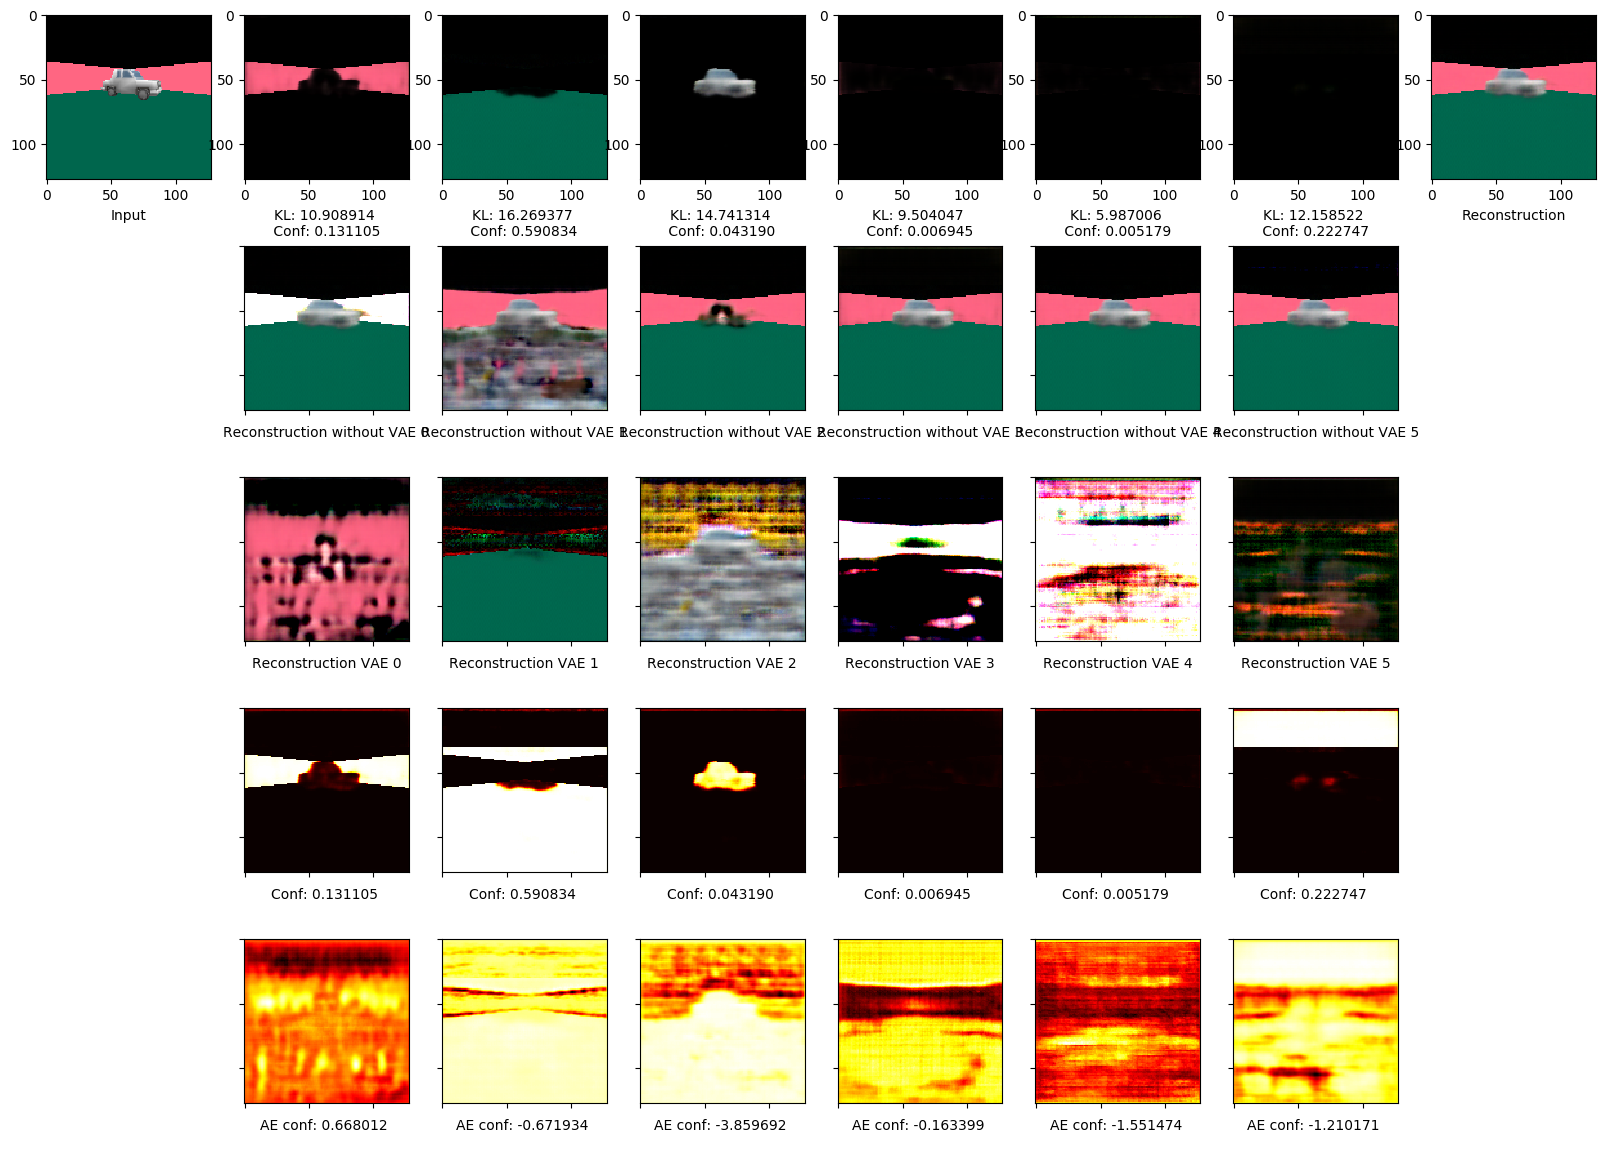 0
50
100
0 50 100
Input
0
50
100
0 50 100
KL: 10.908914
Conf: 0.131105
0
50
100
0 50 100
KL: 16.269377
Conf: 0.590834
0
50
100
0 50 100
KL: 14.741314
Conf: 0.043190
0
50
100
0 50 100
KL: 9.504047
Conf: 0.006945
0
50
100
0 50 100
KL: 5.987006
Conf: 0.005179
0
50
100
0 50 100
KL: 12.158522
Conf: 0.222747
0
50
100
0 50 100
Reconstruction
Reconstruction without VAE 0
Reconstruction without VAE 1
Reconstruction without VAE 2
Reconstruction without VAE 3
Reconstruction without VAE 4
Reconstruction without VAE 5
Reconstruction VAE 0
Reconstruction VAE 1
Reconstruction VAE 2
Reconstruction VAE 3
Reconstruction VAE 4
Reconstruction VAE 5
Conf: 0.131105
Conf: 0.590834
Conf: 0.043190
Conf: 0.006945
Conf: 0.005179
Conf: 0.222747
AE conf: 0.668012
AE conf: -0.671934
AE conf: -3.859692
AE conf: -0.163399
AE conf: -1.551474
AE conf: -1.210171